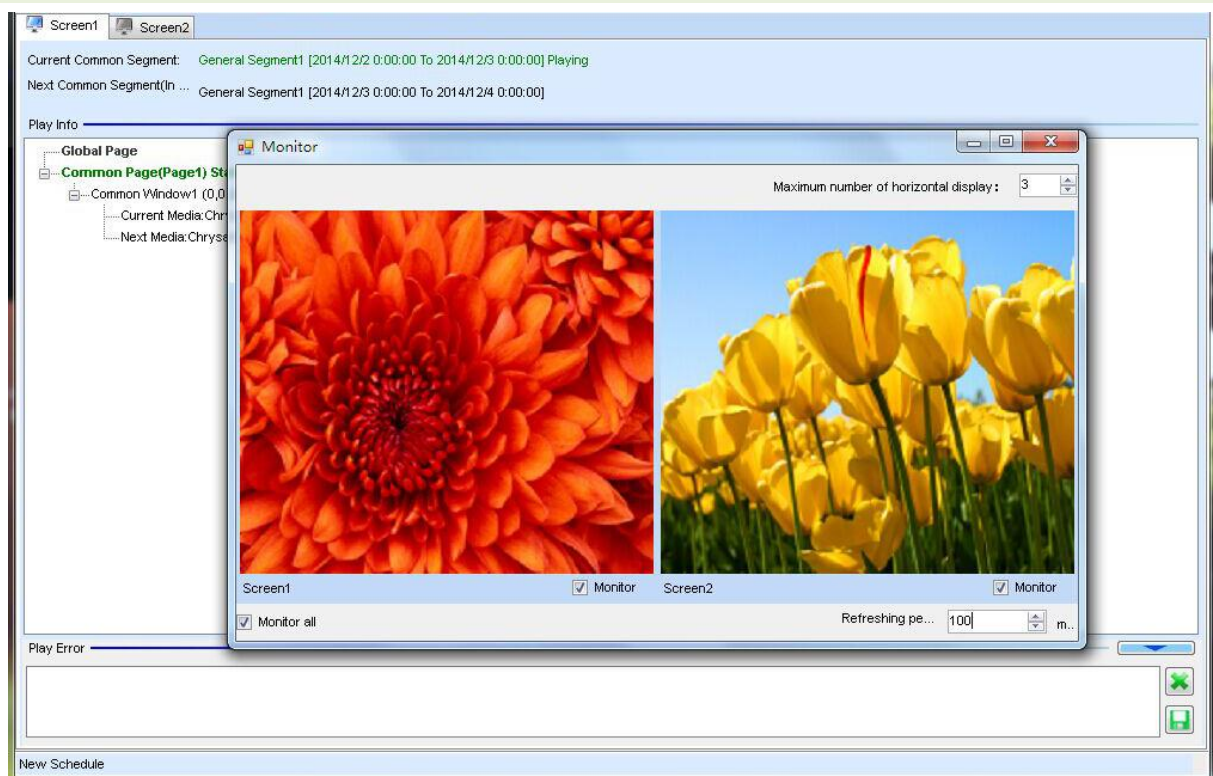 Screen1 Screen2
Current Common Segment: General Segment1 [2014/12/2 0:00:00 To 2014/12/3 0:00:00] Playing
Next Common Segment(In ... General Segment1 [2014/12/3 0:00:00 To 2014/12/4 0:00:00]
Play Info
Global Page
Common Page(Page1) Sta
Common Window1 (0,0
Current Media:Chr
Next Media:Chryse
Monitor
Maximum number of horizontal display: 3
Screen1 Monitor Screen2 Monitor
Monitor all Refreshing pe... 100 m..
Play Error
New Schedule